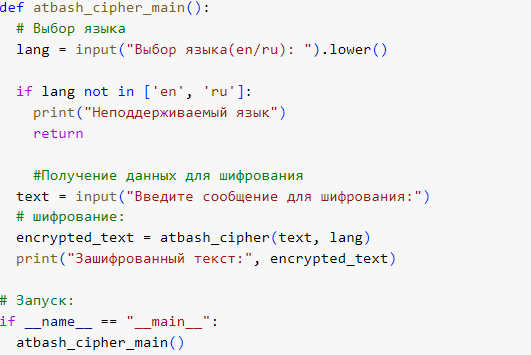 def atbash_cipher_main():
  # Выбор языка
  lang = input("Выбор языка(en/ru): ").lower()

  if lang not in ['en', 'ru']:
    print("Неподдерживаемый язык")
    return

    #Получение данных для шифрования
  text = input("Введите сообщение для шифрования:")
  # шифрование:
  encrypted_text = atbash_cipher(text, lang)
  print("Зашифрованный текст:", encrypted_text)

# Запуск:
if __name__ == "__main__":
  atbash_cipher_main()